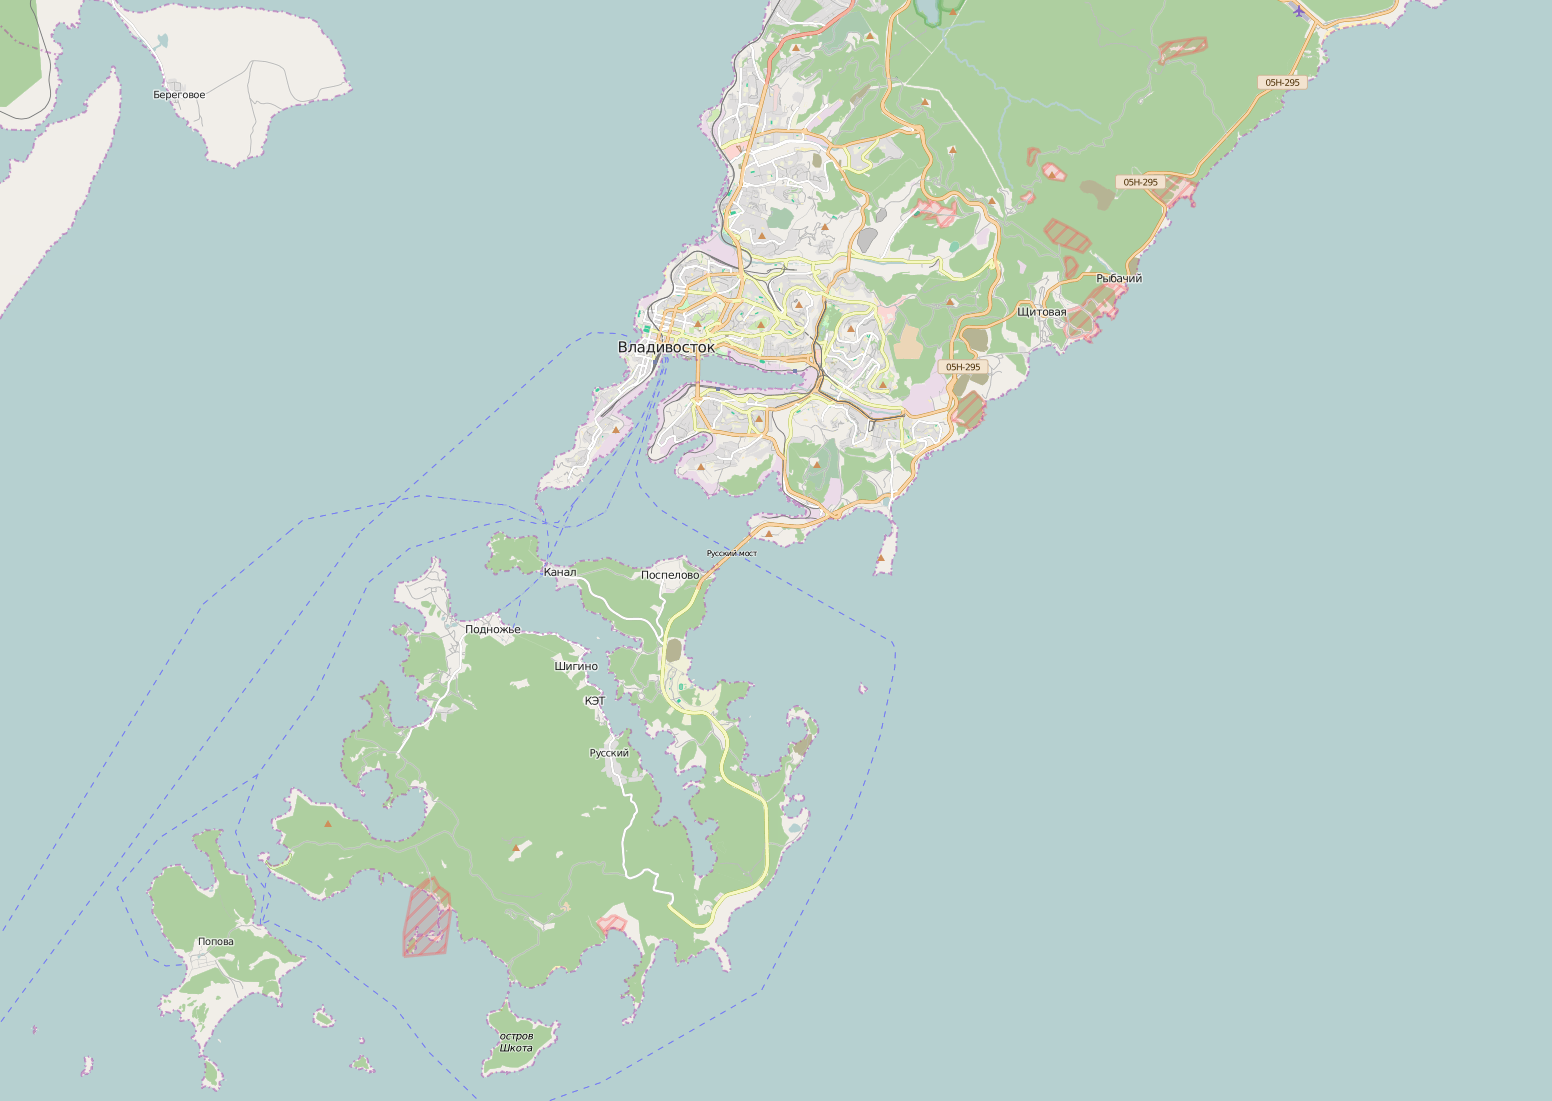 05Н-295
Береговое
05Н-295
Рыбачий
Щитовая
Владивосток
05Н-295
Русский мост
Канал
Поспелово
Подножье
Шигино
КЭТ
Русский
Попова
остров
Шкота